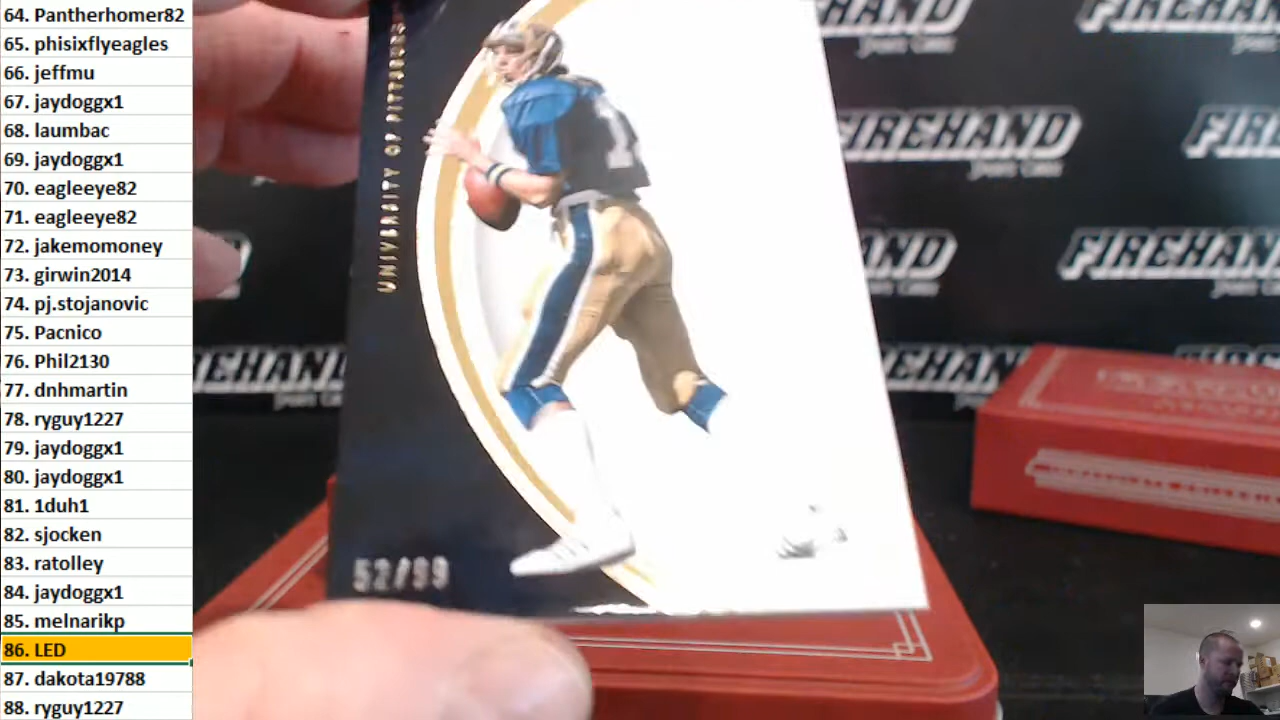 64. Pantherhomer82
65. phisixflyeagles
66. jeffmu
67. jaydoggx1
68. laumbac
69. jaydoggx1
70. eagleeye82
71. eagleeye82
72. jakemomoney
73. girwin2014
74. pj.stojanovic
75. Pacnico
76. Phil2130
77. dnhmartin
78. ryguy1227
79. jaydoggx1
80. jaydoggx1
81. 1duh1
82. sjocken
83. ratolley
84. jaydoggx1
85. melnarikp
86. LED
87. dakota19788
88. ryguy1227
UNIVERSITY OF PITTSBURGH
52/99
FIREHAND
FIREHAND
FIREHAND
FIREHAND
FIREHAND
FIREHAND
FIREHAND